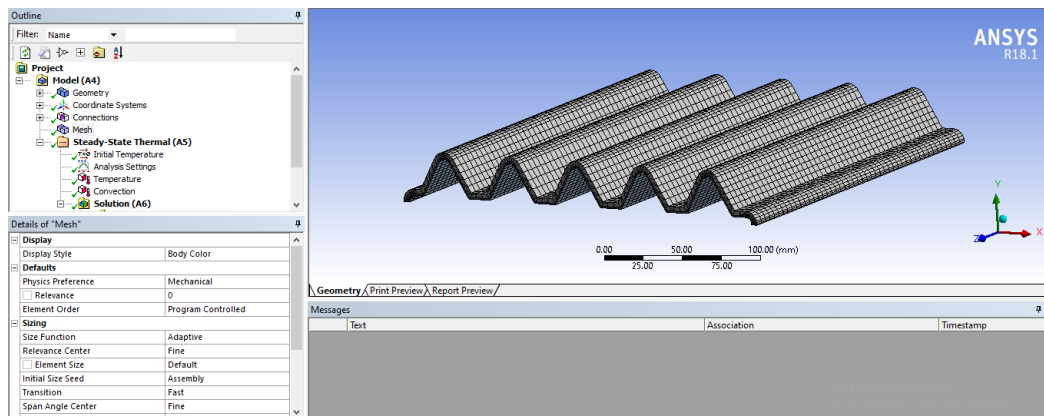 Outline
Filter: Name
Project
Model (A4)
Geometry
Coordinate Systems
Connections
Mesh
Steady-State Thermal (A5)
Initial Temperature
Analysis Settings
Temperature
Convection
Solution (A6)
Details of "Mesh"
Display
Display Style Body Color
Defaults
Physics Preference Mechanical
Relevance 0
Element Order Program Controlled
Sizing
Size Function Adaptive
Relevance Center Fine
Element Size Default
Initial Size Seed Assembly
Transition Fast
Span Angle Center Fine
ANSYS
R18.1
Y
X
Z
0.00 50.00 100.00 (mm)
25.00 75.00
Geometry Print Preview Report Preview
Messages
Text Association Timestamp